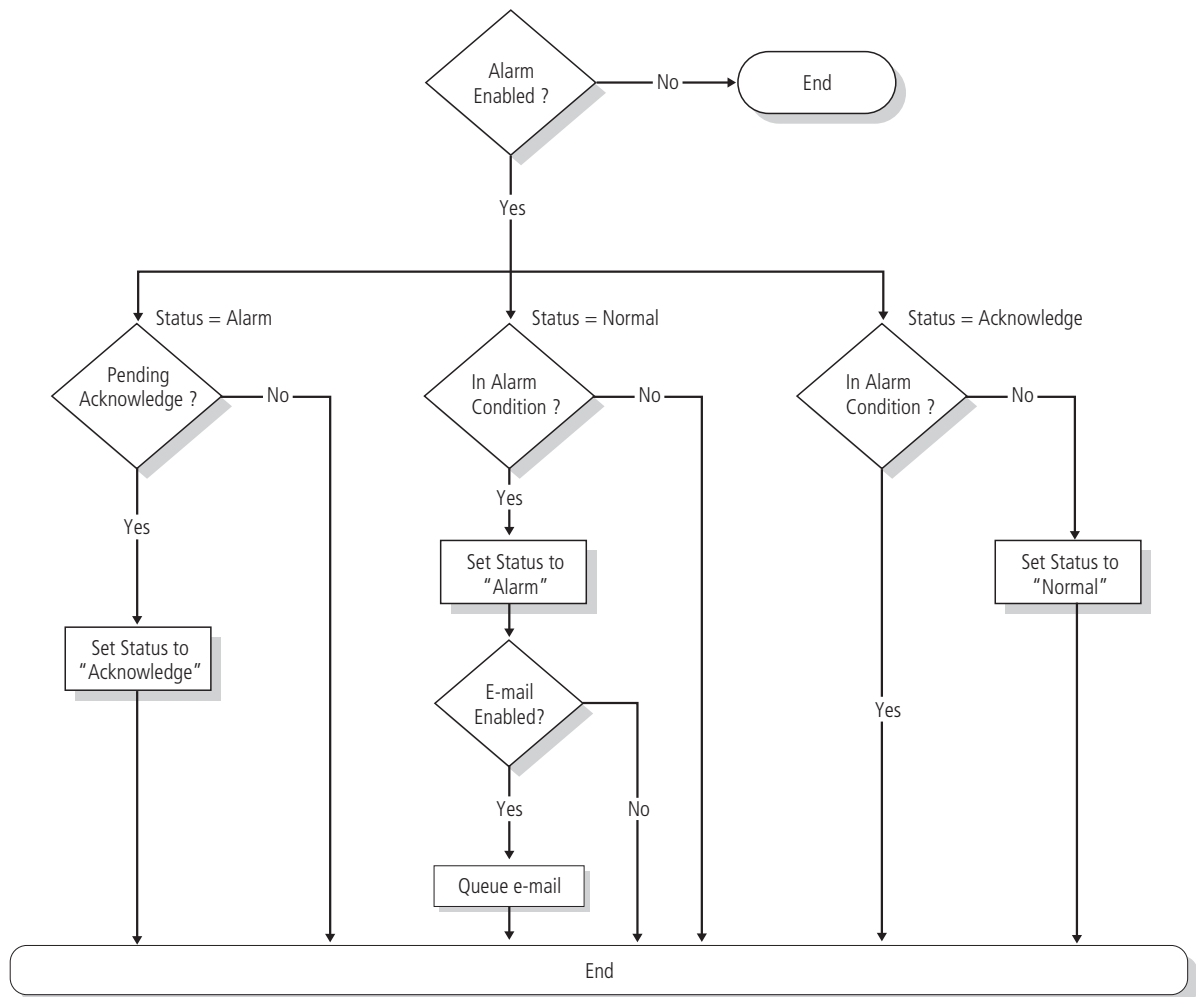 Alarm
Enabled ?
No
End
Yes
Status = Alarm
Status = Normal
Status = Acknowledge
Pending
Acknowledge ?
No
In Alarm
Condition ?
No
In Alarm
Condition ?
No
Yes
Yes
Set Status to
“Alarm”
Set Status to
“Normal”
Set Status to
“Acknowledge”
E-mail
Enabled?
Yes
Yes
No
Queue e-mail
End